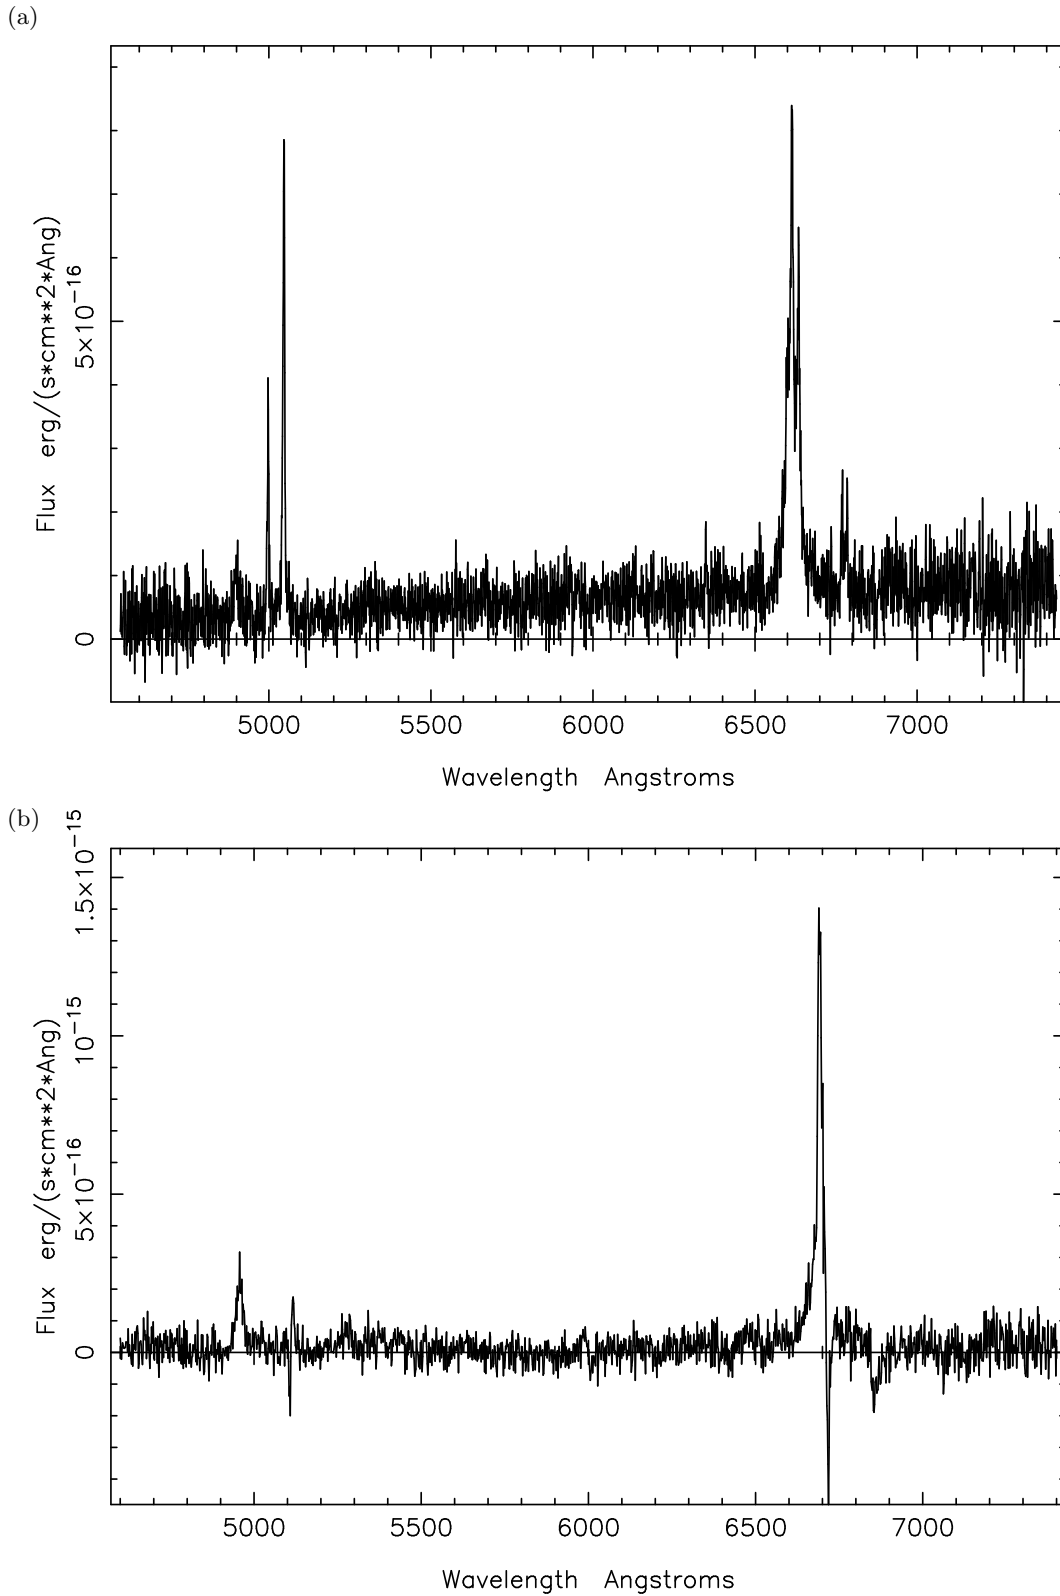 (a)
Flux erg/(s*cm**2*Ang)
5×10−16
0
5000 5500 6000 6500 7000
Wavelength Angstroms
(b)
Flux erg/(s*cm**2*Ang)
1.5×10−15
10−15
5×10−16
0
5000 5500 6000 6500 7000
Wavelength Angstroms